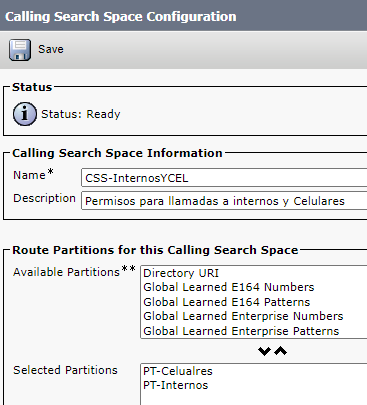 Calling Search Space Configuration
Save
Status
Status: Ready
Calling Search Space Information
Name* CSS-InternosYCEL
Description Permisos para llamadas a internos y Celulares
Route Partitions for this Calling Search Space
Available Partitions** Directory URI
Global Learned E164 Numbers
Global Learned E164 Patterns
Global Learned Enterprise Numbers
Global Learned Enterprise Patterns
Selected Partitions PT-Celualres
PT-Internos